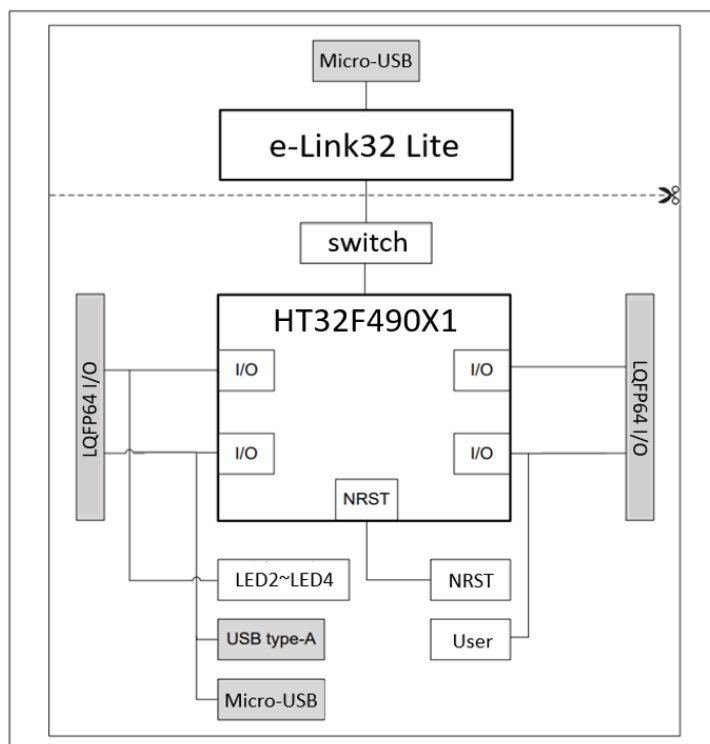 Micro-USB
e-Link32 Lite
switch
HT32F490X1
LQFP64 I/O
I/O
I/O
LQFP64 I/O
I/O
I/O
NRST
LED2~LED4
NRST
USB type-A
User
Micro-USB